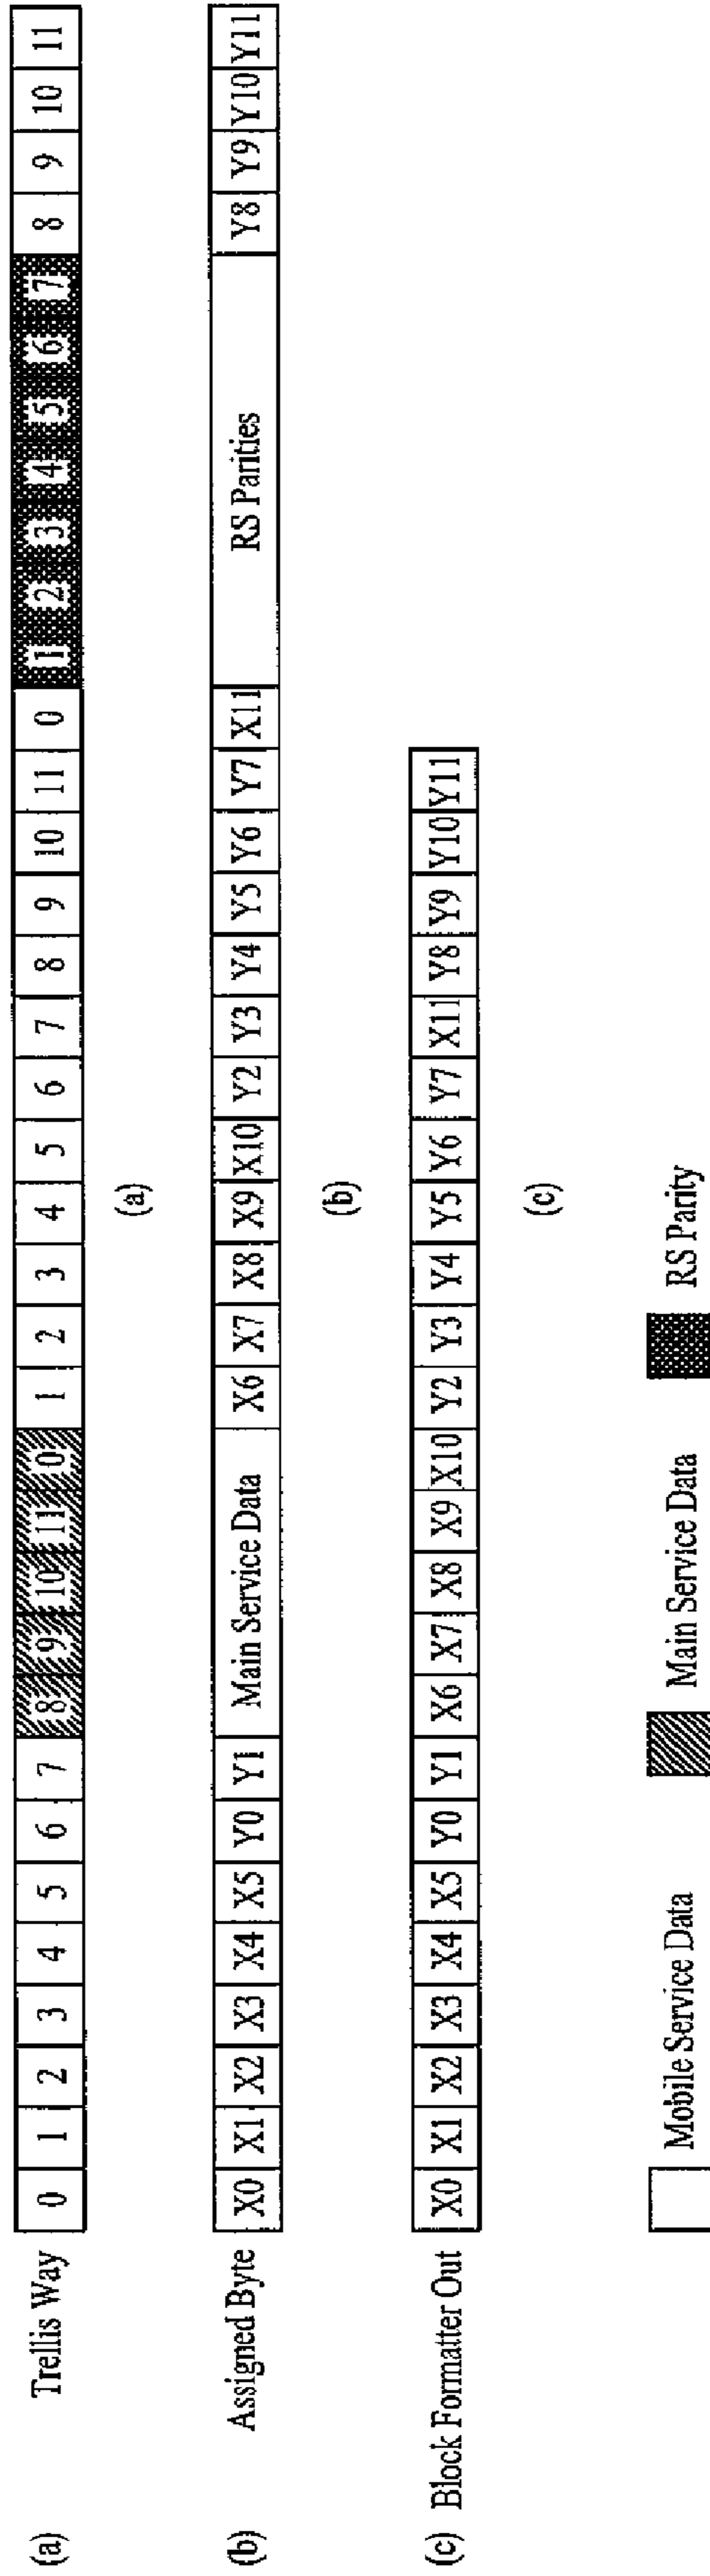 (a) Trellis Way 0 1 2 3 4 5 6 7 8 9 10 11 0 1 2 3 4 5 6 7 8 9 10 11 0 1 2 3 4 5 6 7 8 9 10 11
(a)
(b) Assigned Byte X0 X1 X2 X3 X4 X5 Y0 Y1 Main Service Data X6 X7 X8 X9 X10 Y2 Y3 Y4 Y5 Y6 Y7 X11 RS Parities Y8 Y9 Y10 Y11
(b)
(c) Block Formatter Out X0 X1 X2 X3 X4 X5 Y0 Y1 X6 X7 X8 X9 X10 Y2 Y3 Y4 Y5 Y6 Y7 X11 Y8 Y9 Y10 Y11
(c)
Mobile Service Data Main Service Data RS Parity